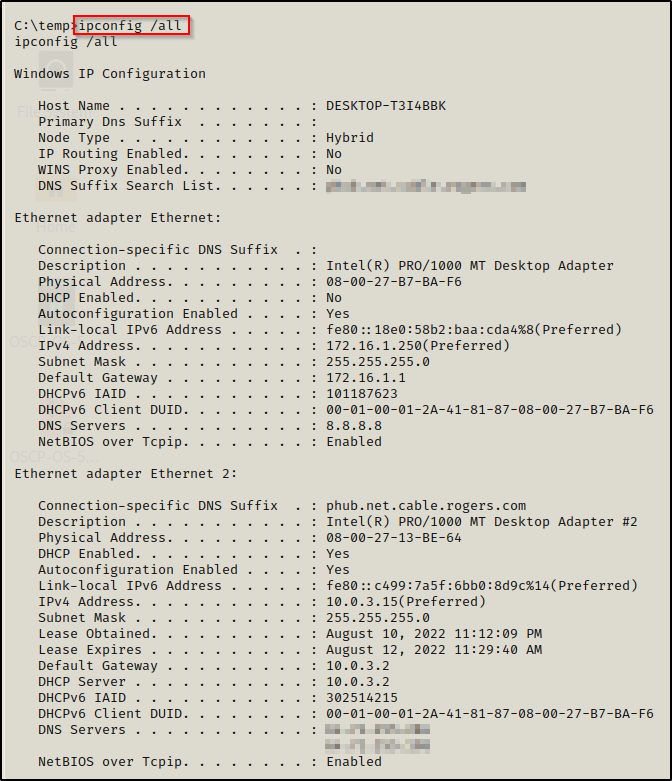 C:\temp>ipconfig /all
ipconfig /all
Windows IP Configuration
Host Name . . . . . . . . . . . . : DESKTOP-T3I4BBK
Primary Dns Suffix  . . . . . . . :
Node Type . . . . . . . . . . . . : Hybrid
IP Routing Enabled. . . . . . . . : No
WINS Proxy Enabled. . . . . . . . : No
DNS Suffix Search List. . . . . . :
Ethernet adapter Ethernet:
Connection-specific DNS Suffix  . :
Description . . . . . . . . . . . : Intel(R) PRO/1000 MT Desktop Adapter
Physical Address. . . . . . . . . : 08-00-27-B7-BA-F6
DHCP Enabled. . . . . . . . . . . : No
Autoconfiguration Enabled . . . . : Yes
Link-local IPv6 Address . . . . . : fe80::18e0:58b2:baa:cda4%8(Preferred)
IPv4 Address. . . . . . . . . . . : 172.16.1.250(Preferred)
Subnet Mask . . . . . . . . . . . : 255.255.255.0
Default Gateway . . . . . . . . . : 172.16.1.1
DHCPv6 IAID . . . . . . . . . . . : 101187623
DHCPv6 Client DUID. . . . . . . . : 00-01-00-01-2A-41-81-87-08-00-27-B7-BA-F6
DNS Servers . . . . . . . . . . . : 8.8.8.8
NetBIOS over Tcpip. . . . . . . . : Enabled
Ethernet adapter Ethernet 2:
Connection-specific DNS Suffix  . : phub.net.cable.rogers.com
Description . . . . . . . . . . . : Intel(R) PRO/1000 MT Desktop Adapter #2
Physical Address. . . . . . . . . : 08-00-27-13-BE-64
DHCP Enabled. . . . . . . . . . . : Yes
Autoconfiguration Enabled . . . . : Yes
Link-local IPv6 Address . . . . . : fe80::c499:7a5f:6bb0:8d9c%14(Preferred)
IPv4 Address. . . . . . . . . . . : 10.0.3.15(Preferred)
Subnet Mask . . . . . . . . . . . : 255.255.255.0
Lease Obtained. . . . . . . . . . : August 10, 2022 11:12:09 PM
Lease Expires . . . . . . . . . . : August 12, 2022 11:29:40 AM
Default Gateway . . . . . . . . . : 10.0.3.2
DHCP Server . . . . . . . . . . . : 10.0.3.2
DHCPv6 IAID . . . . . . . . . . . : 302514215
DHCPv6 Client DUID. . . . . . . . : 00-01-00-01-2A-41-81-87-08-00-27-B7-BA-F6
DNS Servers . . . . . . . . . . . :
NetBIOS over Tcpip. . . . . . . . : Enabled